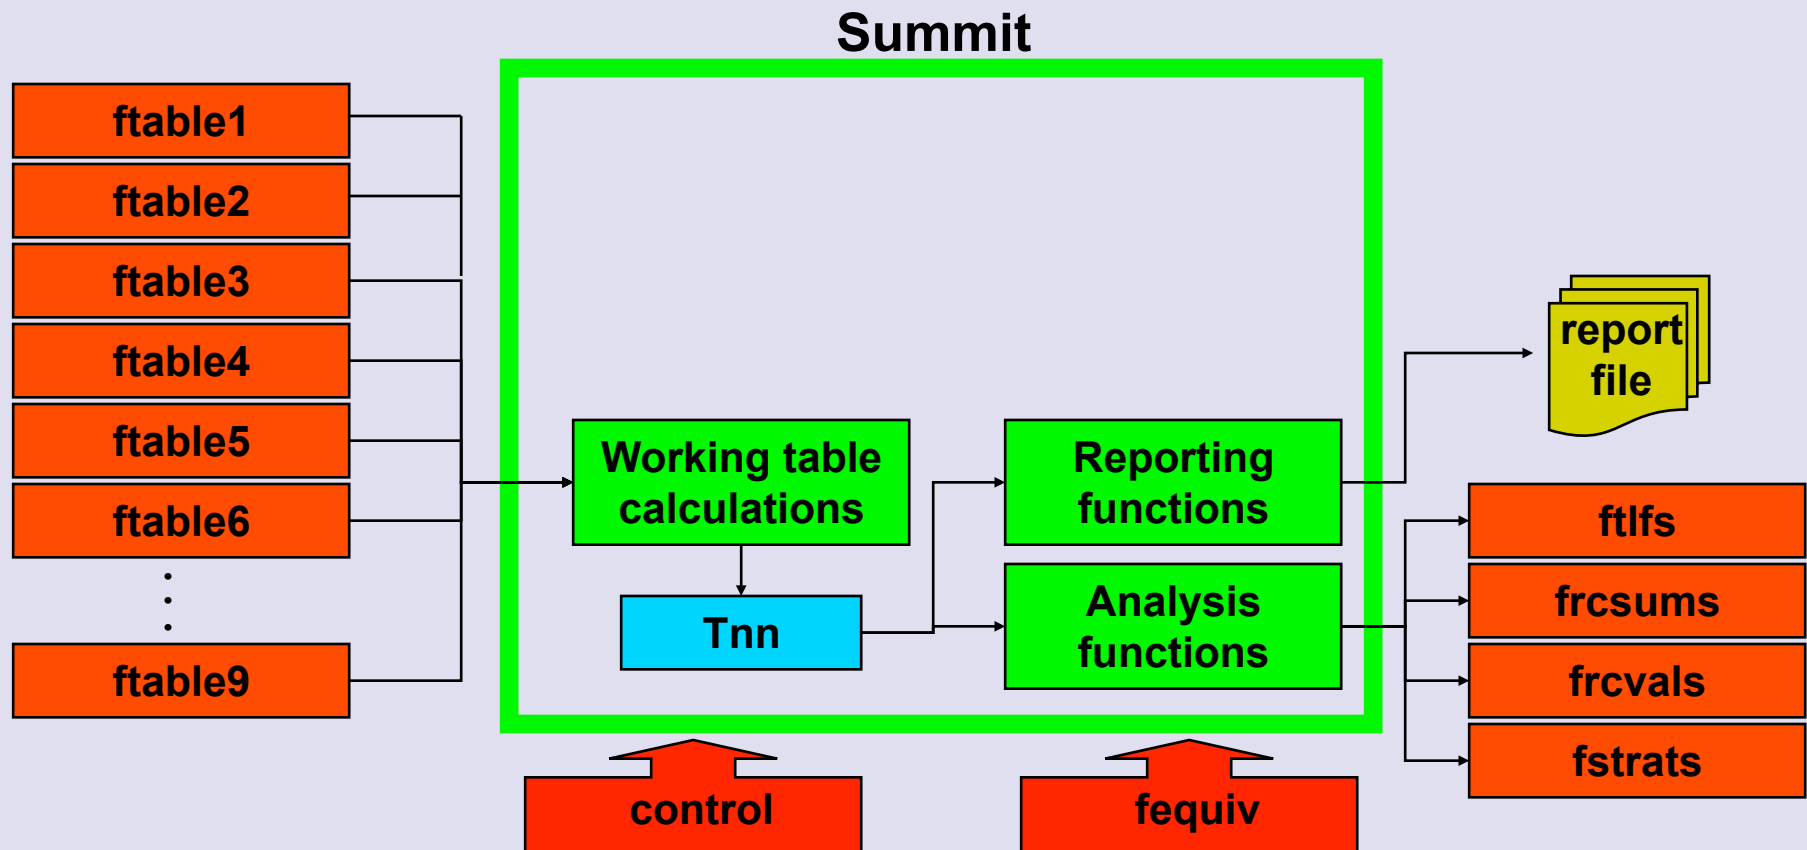 Summit
ftable1
ftable2
ftable3
ftable4
ftable5
ftable6
ftable9
Working table
calculations
Tnn
Reporting
functions
Analysis
functions
report
file
ftlfs
frcsums
frcvals
fstrats
control
fequiv